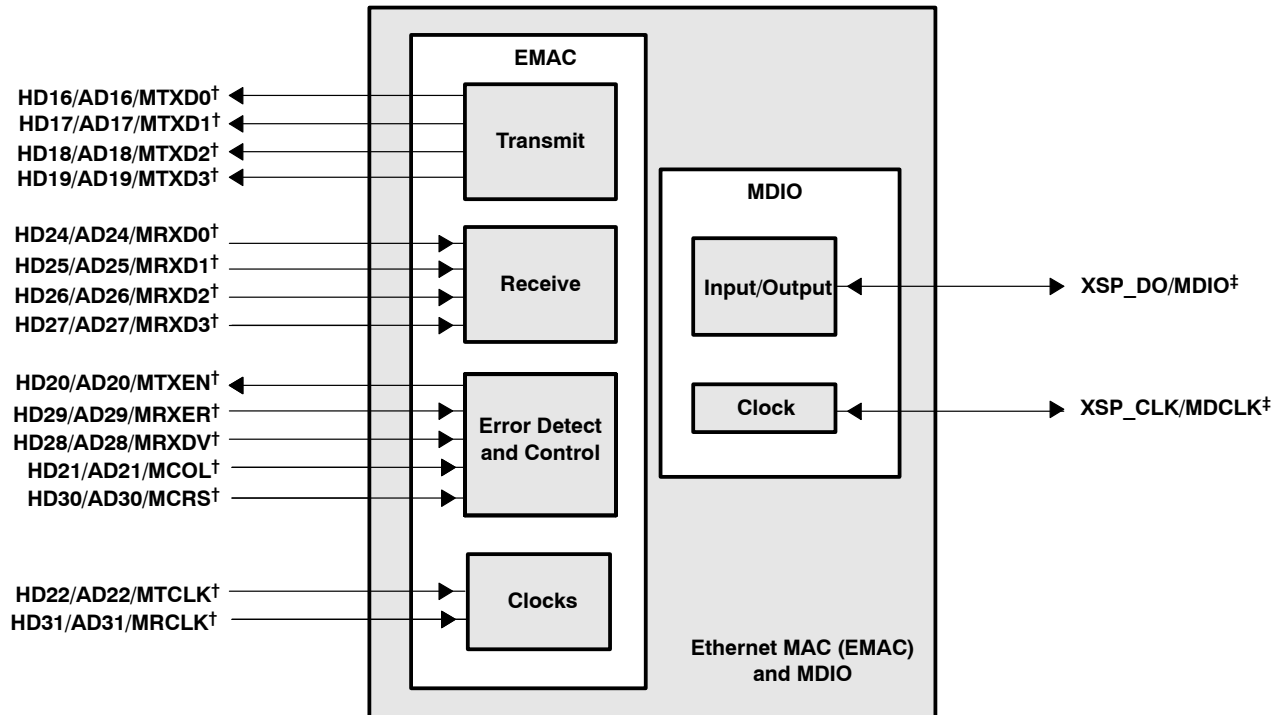 EMAC
HD16/AD16/MTXD0†
HD17/AD17/MTXD1†
HD18/AD18/MTXD2†
HD19/AD19/MTXD3†
Transmit
HD24/AD24/MRXD0†
HD25/AD25/MRXD1†
HD26/AD26/MRXD2†
HD27/AD27/MRXD3†
Receive
HD20/AD20/MTXEN†
HD29/AD29/MRXER†
HD28/AD28/MRXDV†
HD21/AD21/MCOL†
HD30/AD30/MCRS†
Error Detect
and Control
HD22/AD22/MTCLK†
HD31/AD31/MRCLK†
Clocks
MDIO
Input/Output
XSP_DO/MDIO‡
Clock
XSP_CLK/MDCLK‡
Ethernet MAC (EMAC)
and MDIO